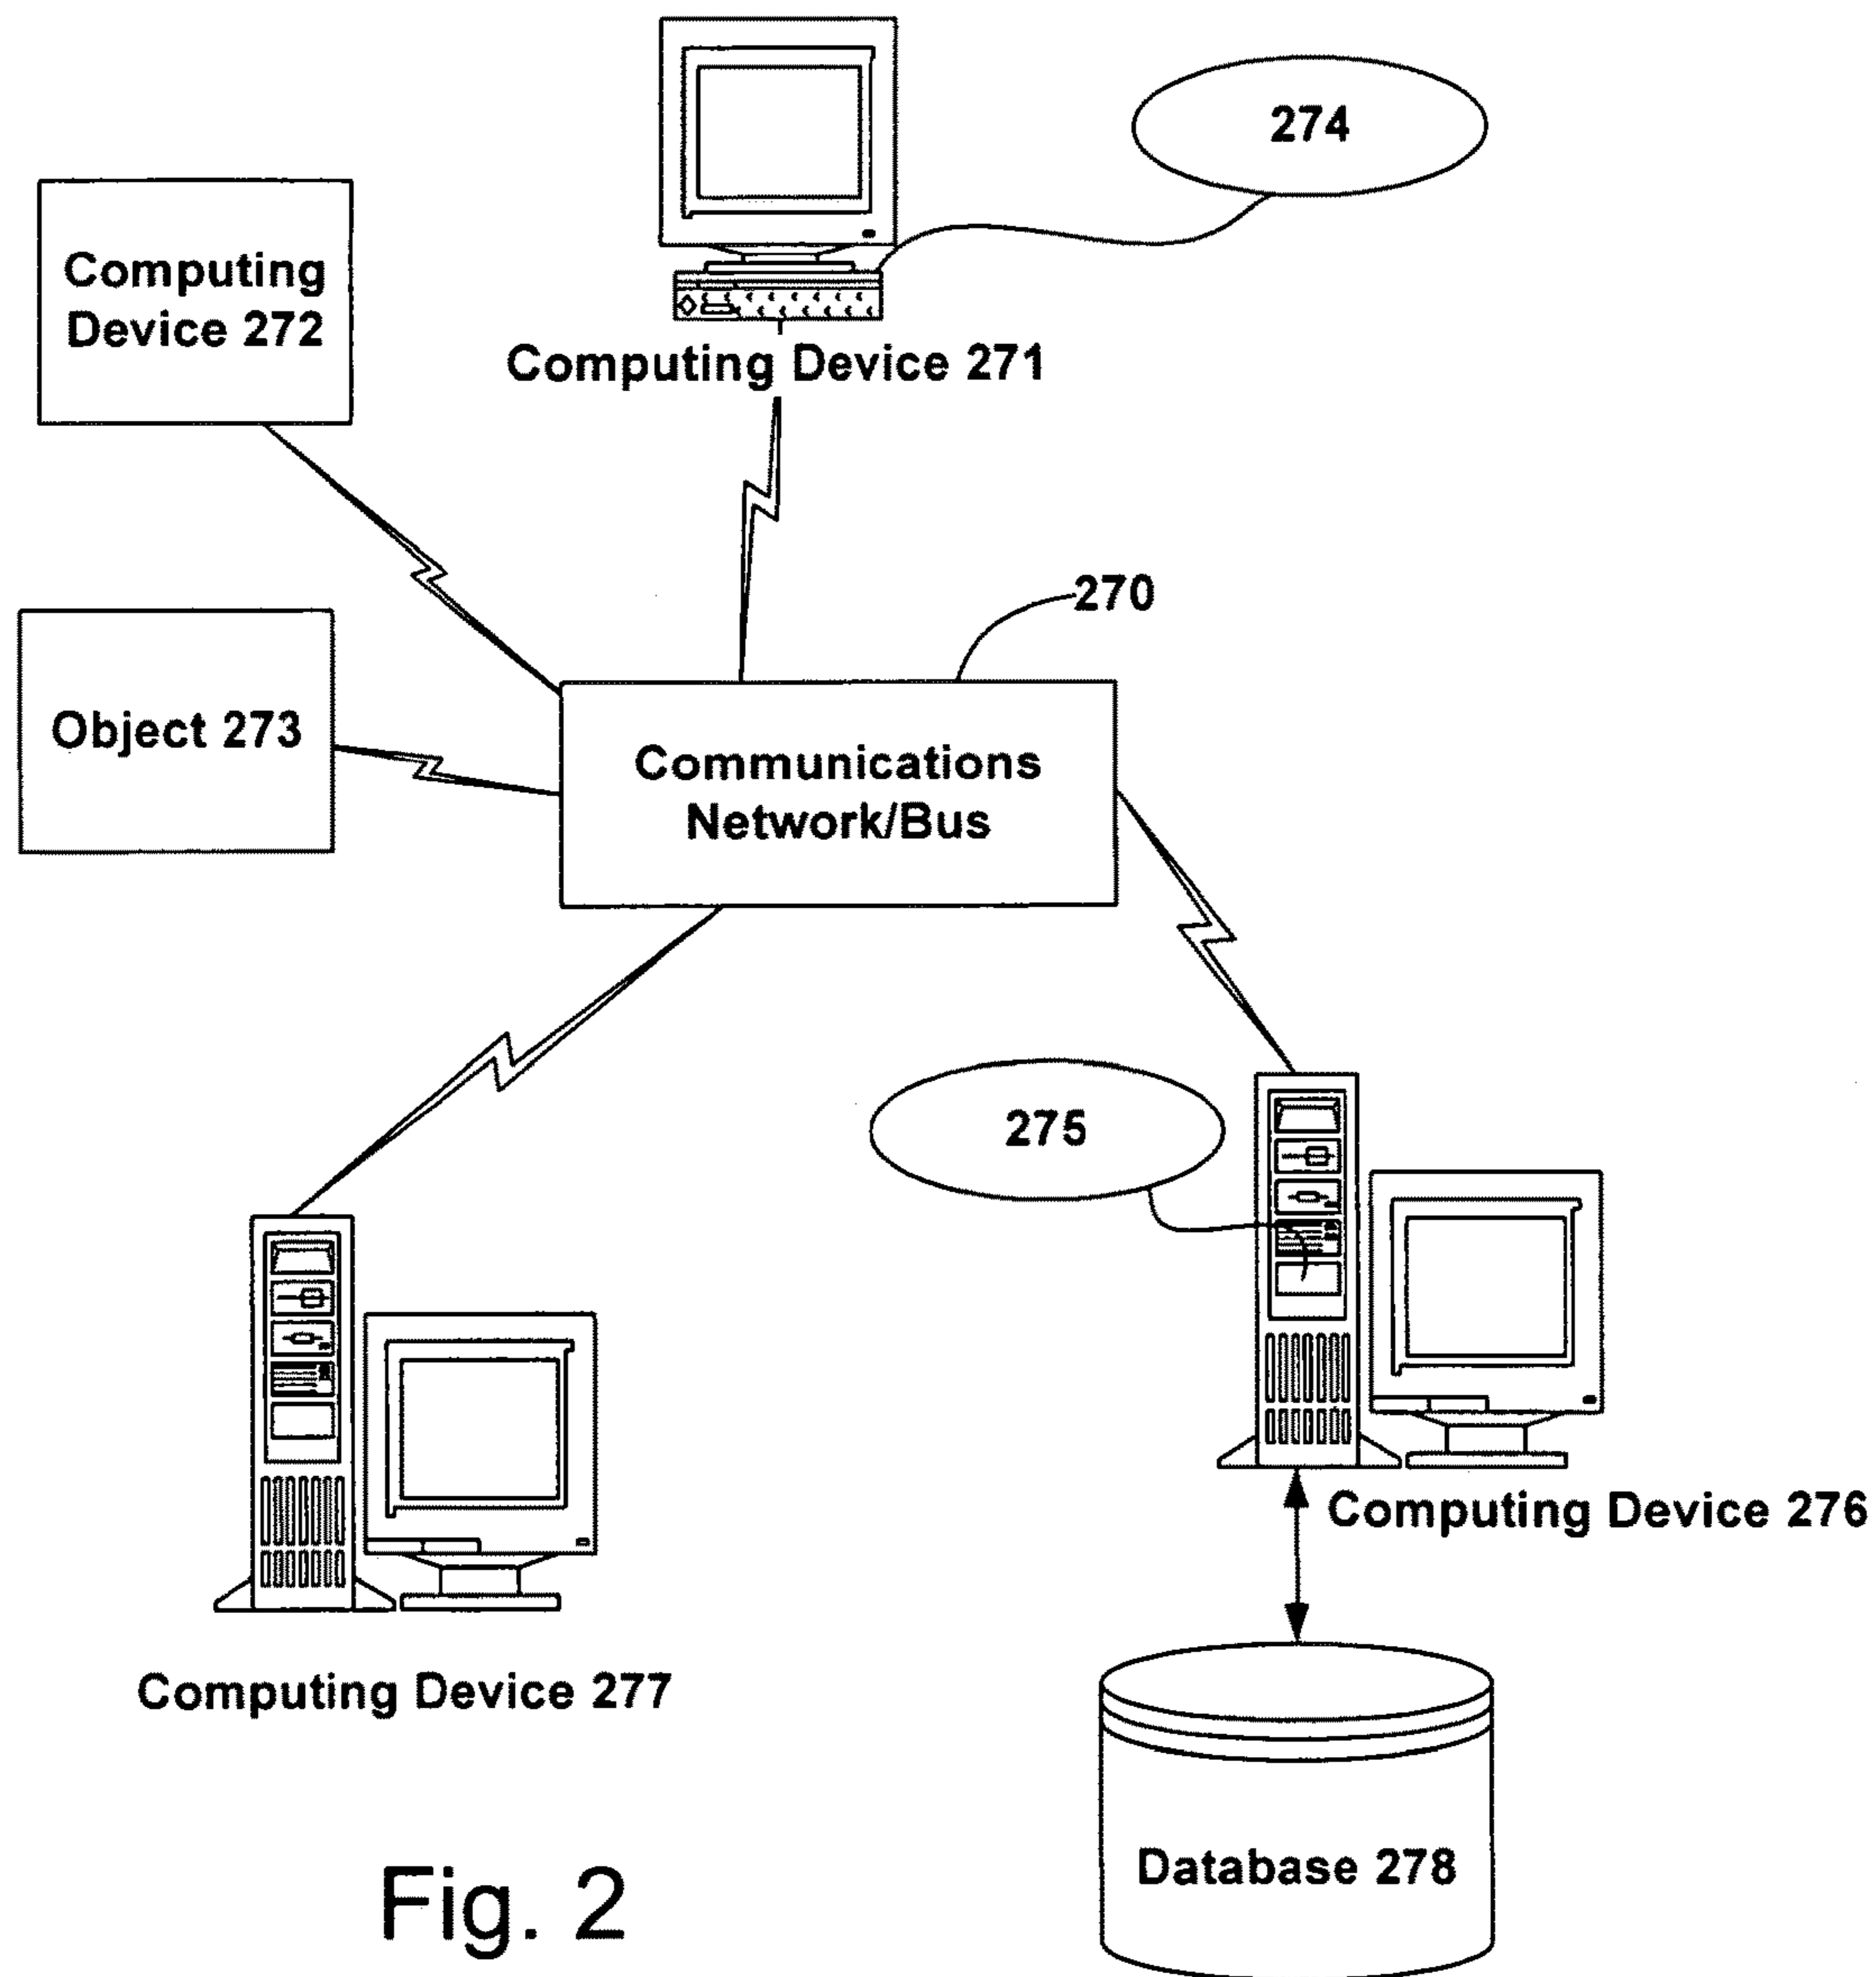 274
Computing
Device 272
Computing Device 271
270
Object 273
Communications
Network/Bus
275
Computing Device 276
Computing Device 277
Database 278
Fig. 2